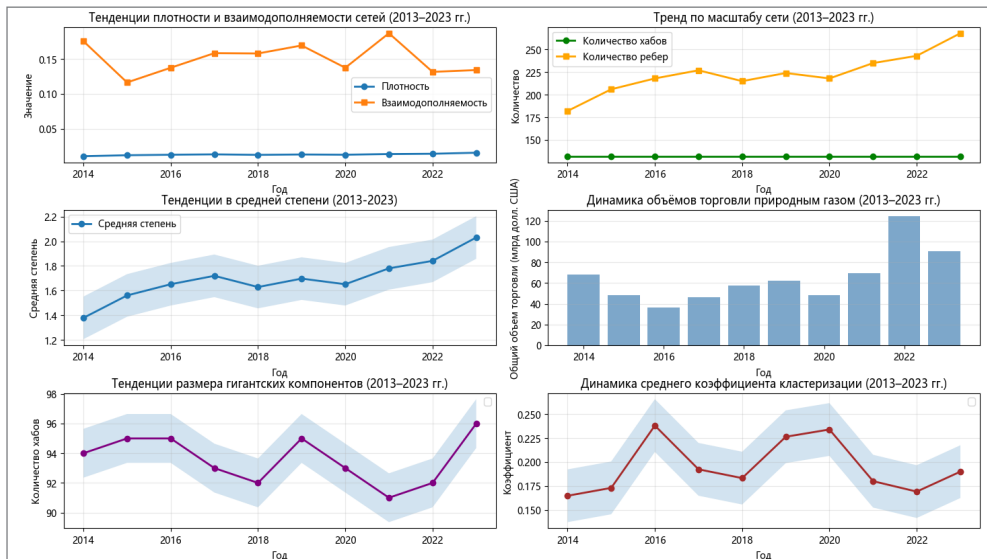 Тенденции плотности и взаимодополняемости сетей (2013–2023 гг.)
Значение
0.15
0.10
0.05
Плотность
Взаимодополняемость
2014 2016 2018 2020 2022
Год
Тренд по масштабу сети (2013–2023 гг.)
Количество
250
225
200
175
150
Количество хабов
Количество ребер
2014 2016 2018 2020 2022
Год
Тенденции в средней степени (2013-2023)
Средняя степень
2.2
2.0
1.8
1.6
1.4
1.2
Средняя степень
2014 2016 2018 2020 2022
Год
Динамика объёмов торговли природным газом (2013–2023 гг.)
Общий объем торговли (млрд долл. США)
120
100
80
60
40
20
0
2014 2016 2018 2020 2022
Год
Тенденции размера гигантских компонентов (2013–2023 гг.)
Количество хабов
98
96
94
92
90
2014 2016 2018 2020 2022
Год
Динамика среднего коэффициента кластеризации (2013–2023 гг.)
Коэффициент
0.250
0.225
0.200
0.175
0.150
2014 2016 2018 2020 2022
Год